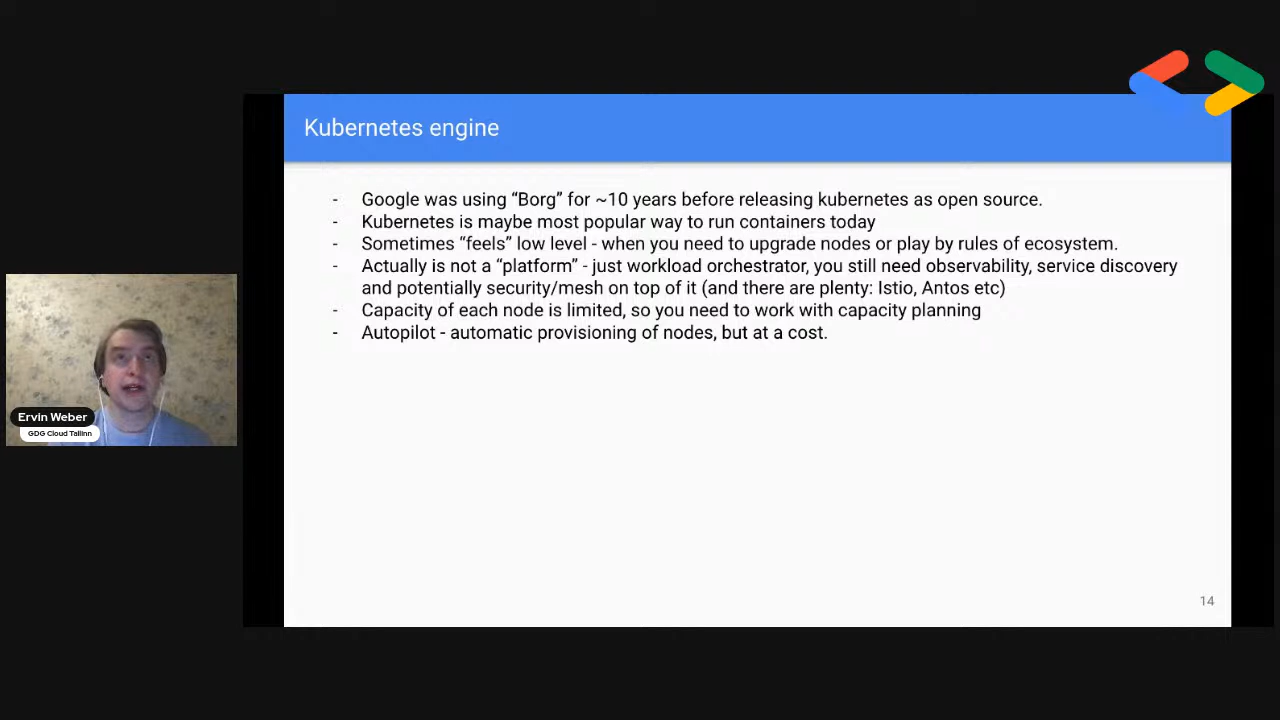 Kubernetes engine
- Google was using “Borg” for ~10 years before releasing kubernetes as open source.
- Kubernetes is maybe most popular way to run containers today
- Sometimes “feels” low level - when you need to upgrade nodes or play by rules of ecosystem.
- Actually is not a “platform” - just workload orchestrator, you still need observability, service discovery
and potentially security/mesh on top of it (and there are plenty: Istio, Antos etc)
- Capacity of each node is limited, so you need to work with capacity planning
- Autopilot - automatic provisioning of nodes, but at a cost.
Ervin Weber
GDG Cloud Tallinn
14